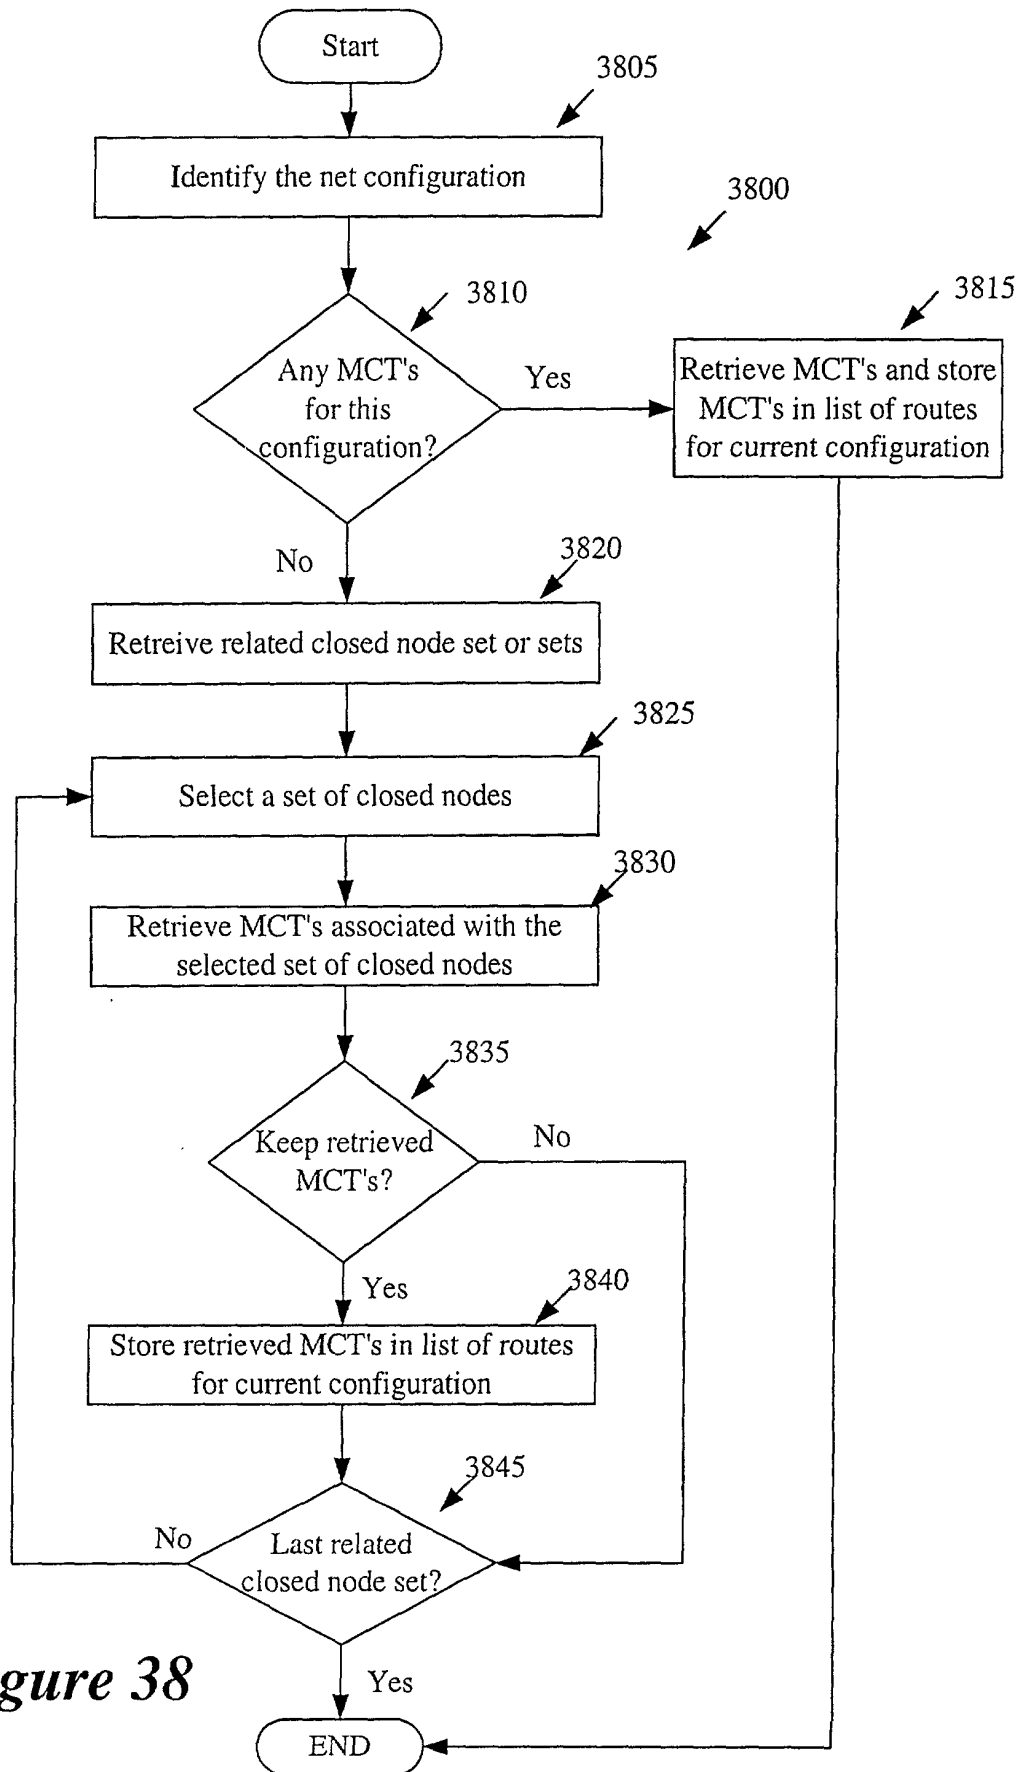 Start
3805
Identify the net configuration
3800
3810
3815
Any MCT's
for this
configuration?
Yes
Retrieve MCT's and store
MCT's in list of routes
for current configuration
No
3820
Retreive related closed node set or sets
3825
Select a set of closed nodes
3830
Retrieve MCT's associated with the
selected set of closed nodes
3835
Keep retrieved
MCT's?
No
Yes
3840
Store retrieved MCT's in list of routes
for current configuration
3845
No
Last related
closed node set?
gure 38
Yes
END